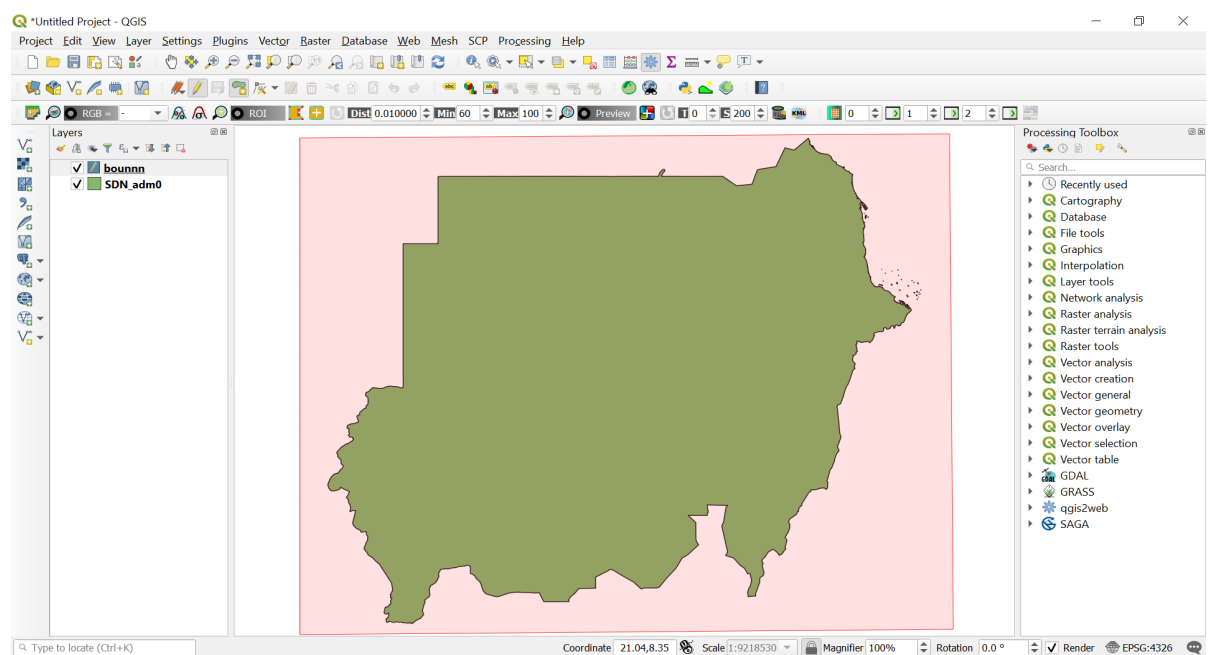 *Untitled Project - QGIS
Project Edit View Layer Settings Plugins Vector Raster Database Web Mesh SCP Processing Help
RGB = - ROI Dist 0.010000 Min 60 Max 100 Preview T 0 S 200 KML 0 1 2
Layers
bounnn
SDN_adm0
Processing Toolbox
Search...
Recently used
Cartography
Database
File tools
Graphics
Interpolation
Layer tools
Network analysis
Raster analysis
Raster terrain analysis
Raster tools
Vector analysis
Vector creation
Vector general
Vector geometry
Vector overlay
Vector selection
Vector table
GDAL
GRASS
qgis2web
SAGA
Type to locate (Ctrl+K) Coordinate 21.04,8.35 Scale 1:9218530 Magnifier 100% Rotation 0.0 ° Render EPSG:4326